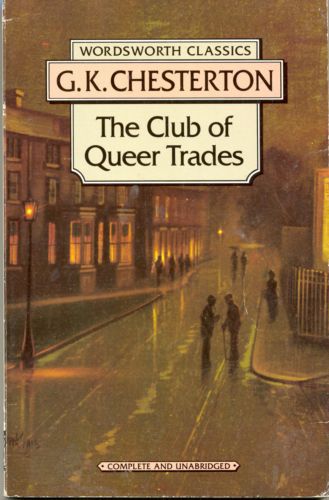 WORDSWORTH CLASSICS
G.K.CHESTERTON
The Club of
Queer Trades
· COMPLETE AND UNABRIDGED ·